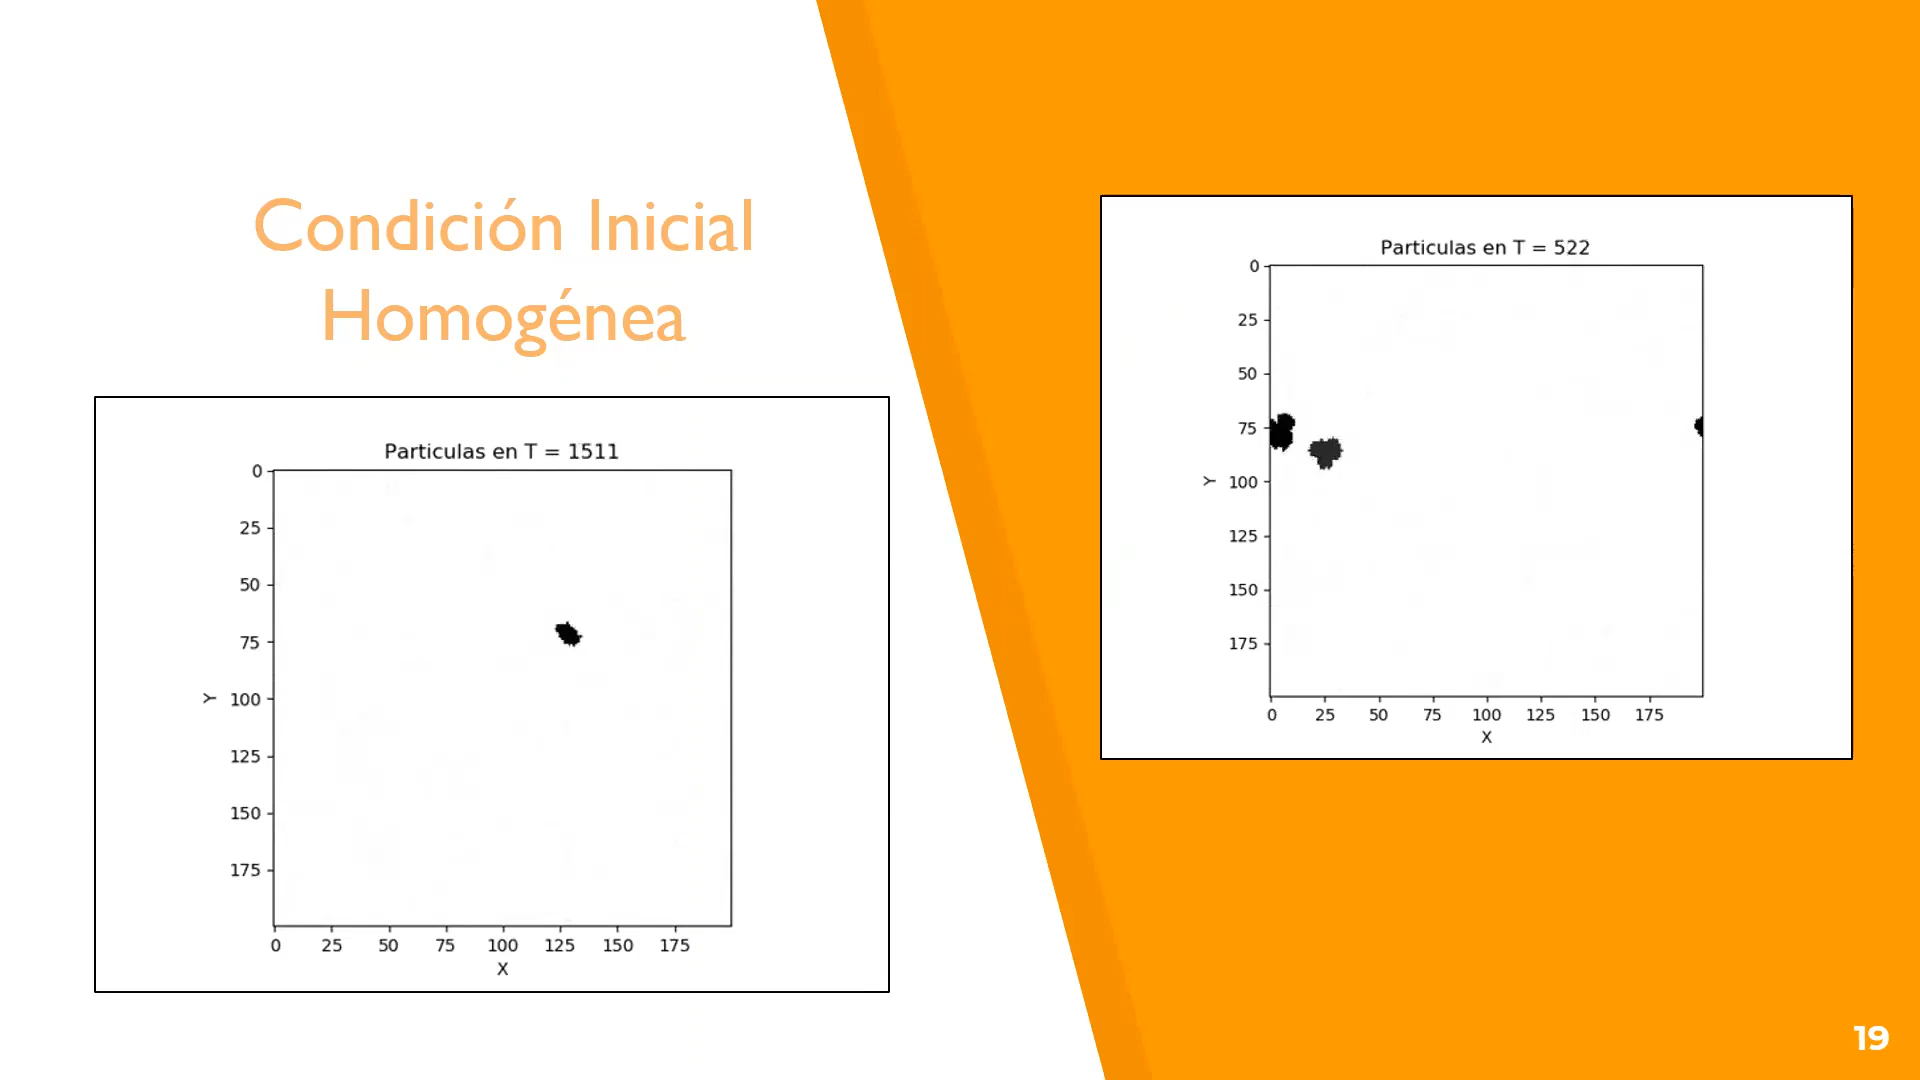 Condición Inicial
Homogénea
Particulas en T = 1511
0
25
50
75
100
125
150
175
Y
0 25 50 75 100 125 150 175
X
Particulas en T = 522
0
25
50
75
100
125
150
175
Y
0 25 50 75 100 125 150 175
X
19